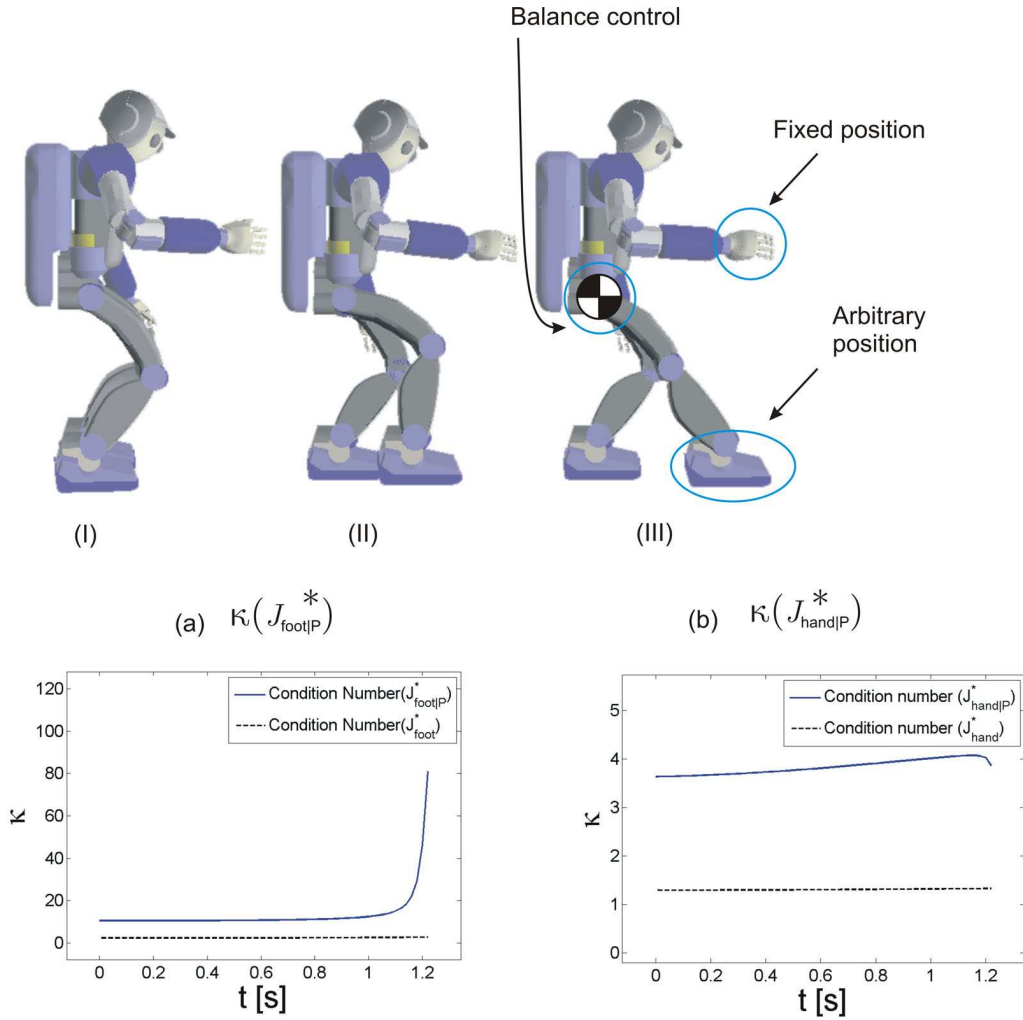 Balance control
Fixed position
Arbitrary
position
(I)
(II)
(III)
(a) κ(J*foot|P)
(b) κ(J*hand|P)
120
100
80
60
40
20
0
κ
Condition Number(J*foot|P)
Condition Number(J*foot)
0 0.2 0.4 0.6 0.8 1 1.2
t [s]
5
4
3
2
1
0
κ
Condition number (J*hand|P)
Condition number (J*hand)
0 0.2 0.4 0.6 0.8 1 1.2
t [s]